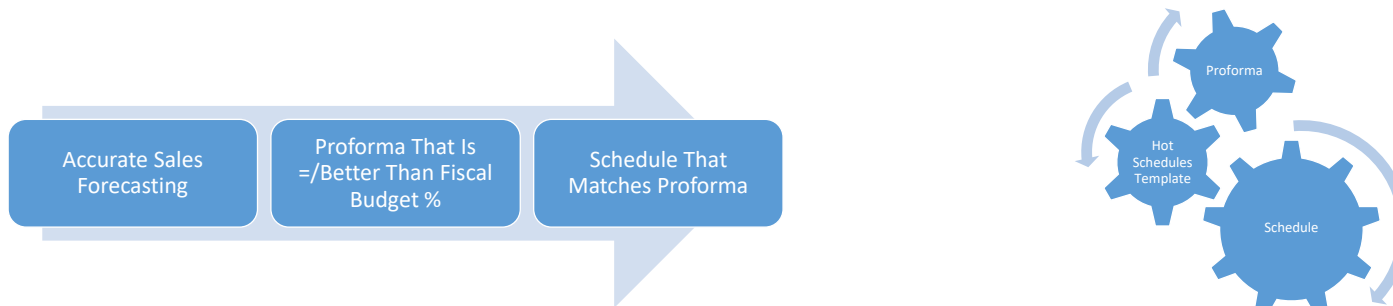 Accurate Sales
Forecasting
Proforma That Is
=/Better Than Fiscal
Budget %
Schedule That
Matches Proforma
Proforma
Hot
Schedules
Template
Schedule